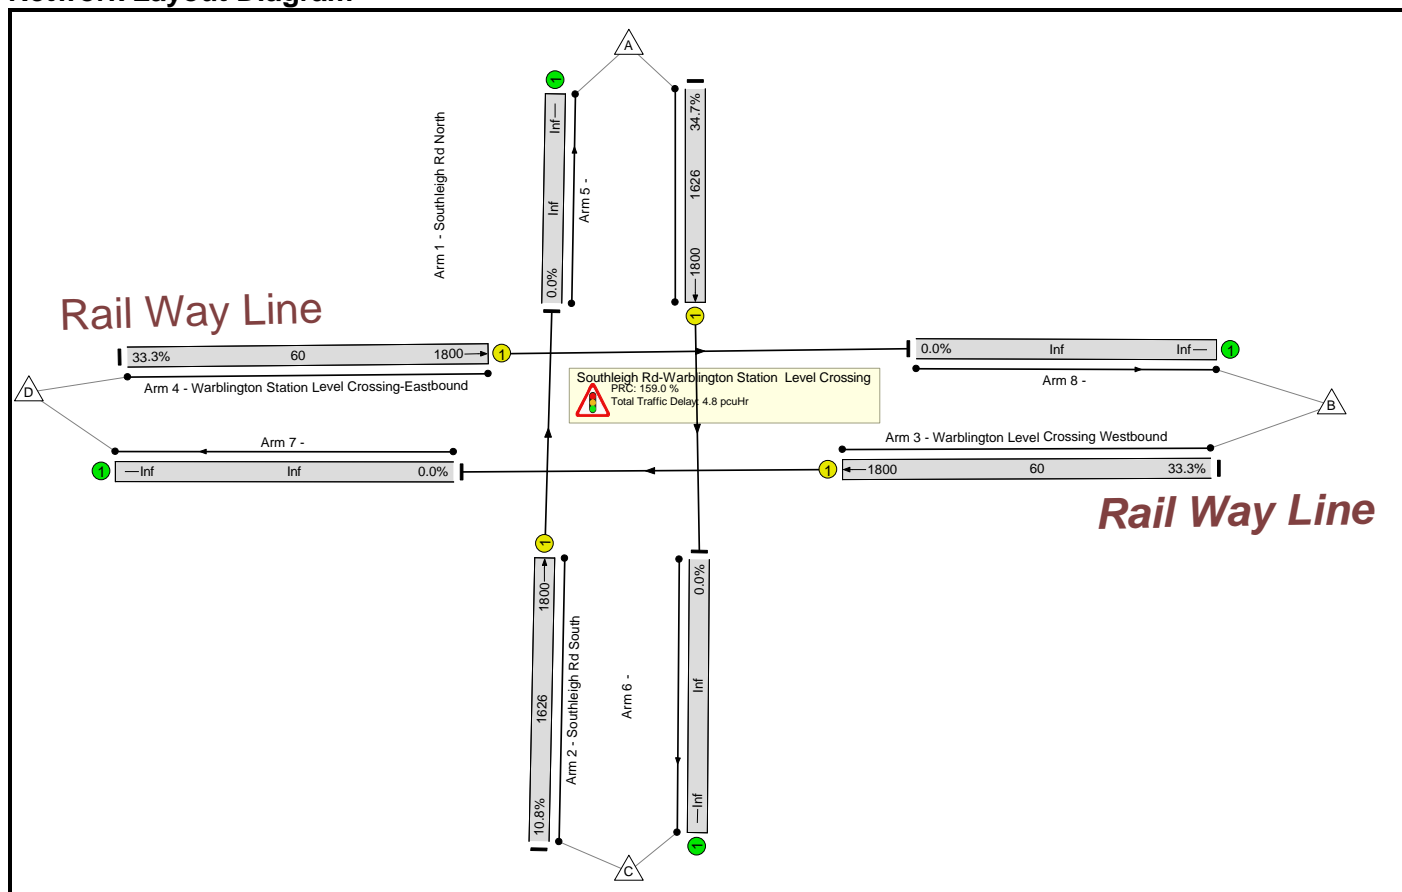 Network Layout Diagram
A
1
Inf
Inf
0.0%
Arm 5 -
34.7%
1626
1800
1
Arm 1 - Southleigh Rd North
Rail Way Line
33.3% 60 1800
1
Arm 4 - Warblington Station Level Crossing-Eastbound
D
0.0% Inf Inf
1
Arm 8 -
B
Southleigh Rd-Warblington Station Level Crossing
PRC: 159.0 %
Total Traffic Delay: 4.8 pcuHr
Arm 7 -
1
Inf Inf 0.0%
Arm 3 - Warblington Level Crossing Westbound
1
1800 60 33.3%
Rail Way Line
1
1800
1626
10.8%
Arm 2 - Southleigh Rd South
Arm 6 -
0.0%
Inf
Inf
1
C